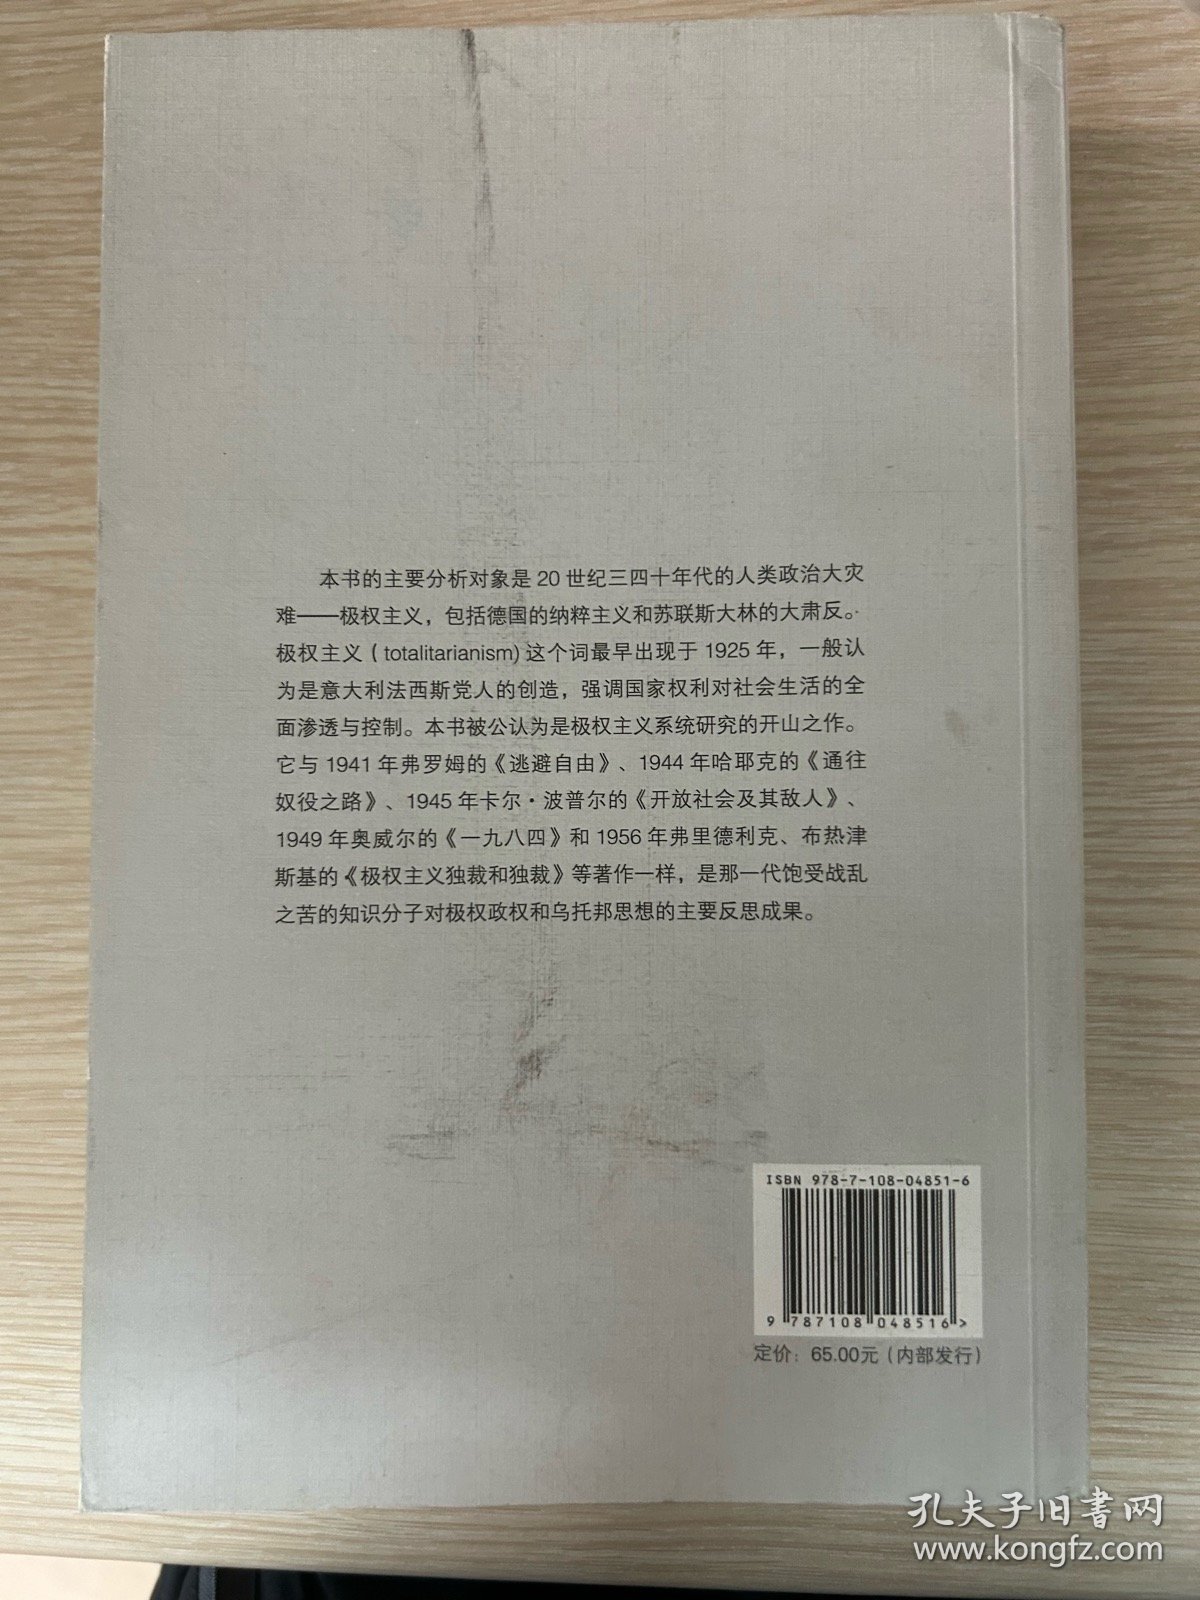 本书的主要分析对象是20世纪三四十年代的人类政治大灾
难——极权主义，包括德国的纳粹主义和苏联斯大林的大肃反。
极权主义（totalitarianism)这个词最早出现于1925年，一般认
为是意大利法西斯党人的创造，强调国家权利对社会生活的全
面渗透与控制。本书被公认为是极权主义系统研究的开山之作。
它与1941年弗罗姆的《逃避自由》、1944年哈耶克的《通往
奴役之路》、1945年卡尔·波普尔的《开放社会及其敌人》、
1949年奥威尔的《一九八四》和1956年弗里德利克、布热津
斯基的《极权主义独裁和独裁》等著作一样，是那一代饱受战乱
之苦的知识分子对极权政权和乌托邦思想的主要反思成果。
ISBN 978-7-108-04851-6
9 787108 048516>
定价：65.00元（内部发行）
孔夫子旧书网
www.kongfz.com